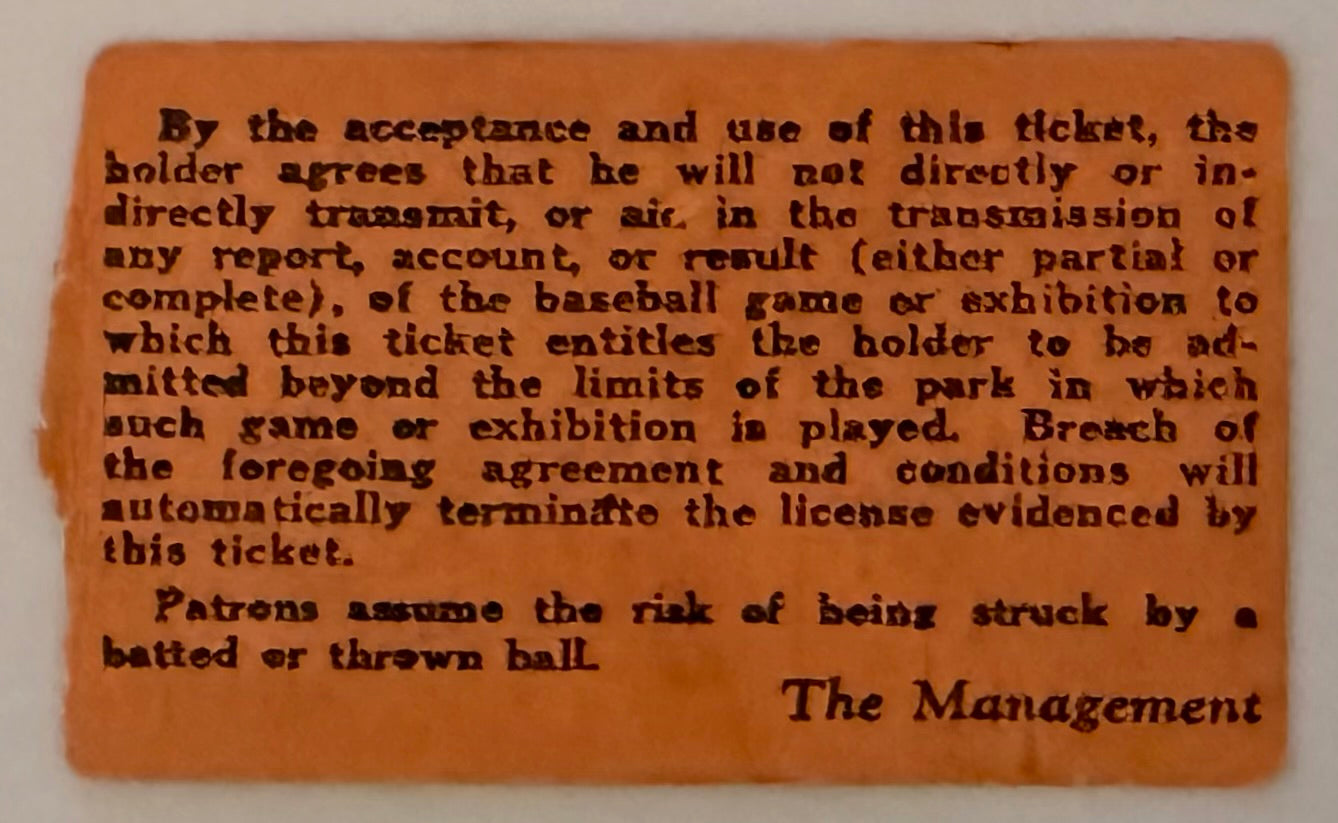 By the acceptance and use of this ticket, the
holder agrees that he will not directly or in-
directly transmit, or aid in the transmission of
any report, account, or result (either partial or
complete), of the baseball game or exhibition to
which this ticket entitles the holder to be ad-
mitted beyond the limits of the park in which
such game or exhibition is played. Breach of
the foregoing agreement and conditions will
automatically terminate the license evidenced by
this ticket.
Patrons assume the risk of being struck by a
batted or thrown ball.
The Management